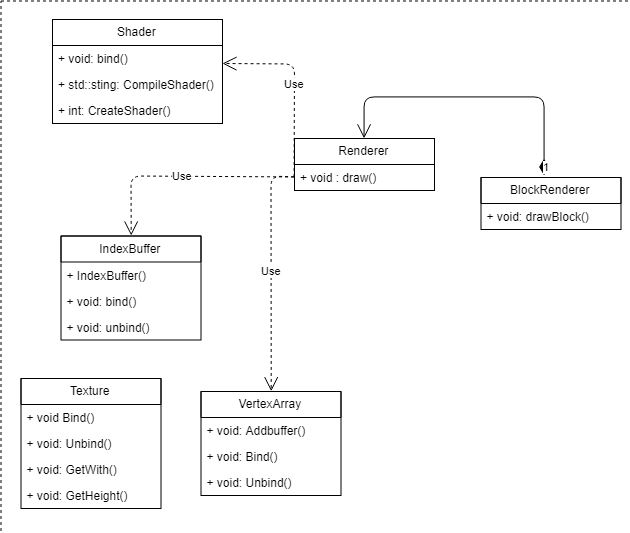 Shader
+ void: bind()
+ std::sting: CompileShader()
+ int: CreateShader()
Use
Renderer
+ void : draw()
1
BlockRenderer
+ void: drawBlock()
Use
IndexBuffer
+ IndexBuffer()
+ void: bind()
+ void: unbind()
Use
Texture
+ void Bind()
+ void: Unbind()
+ void: GetWith()
+ void: GetHeight()
VertexArray
+ void: Addbuffer()
+ void: Bind()
+ void: Unbind()